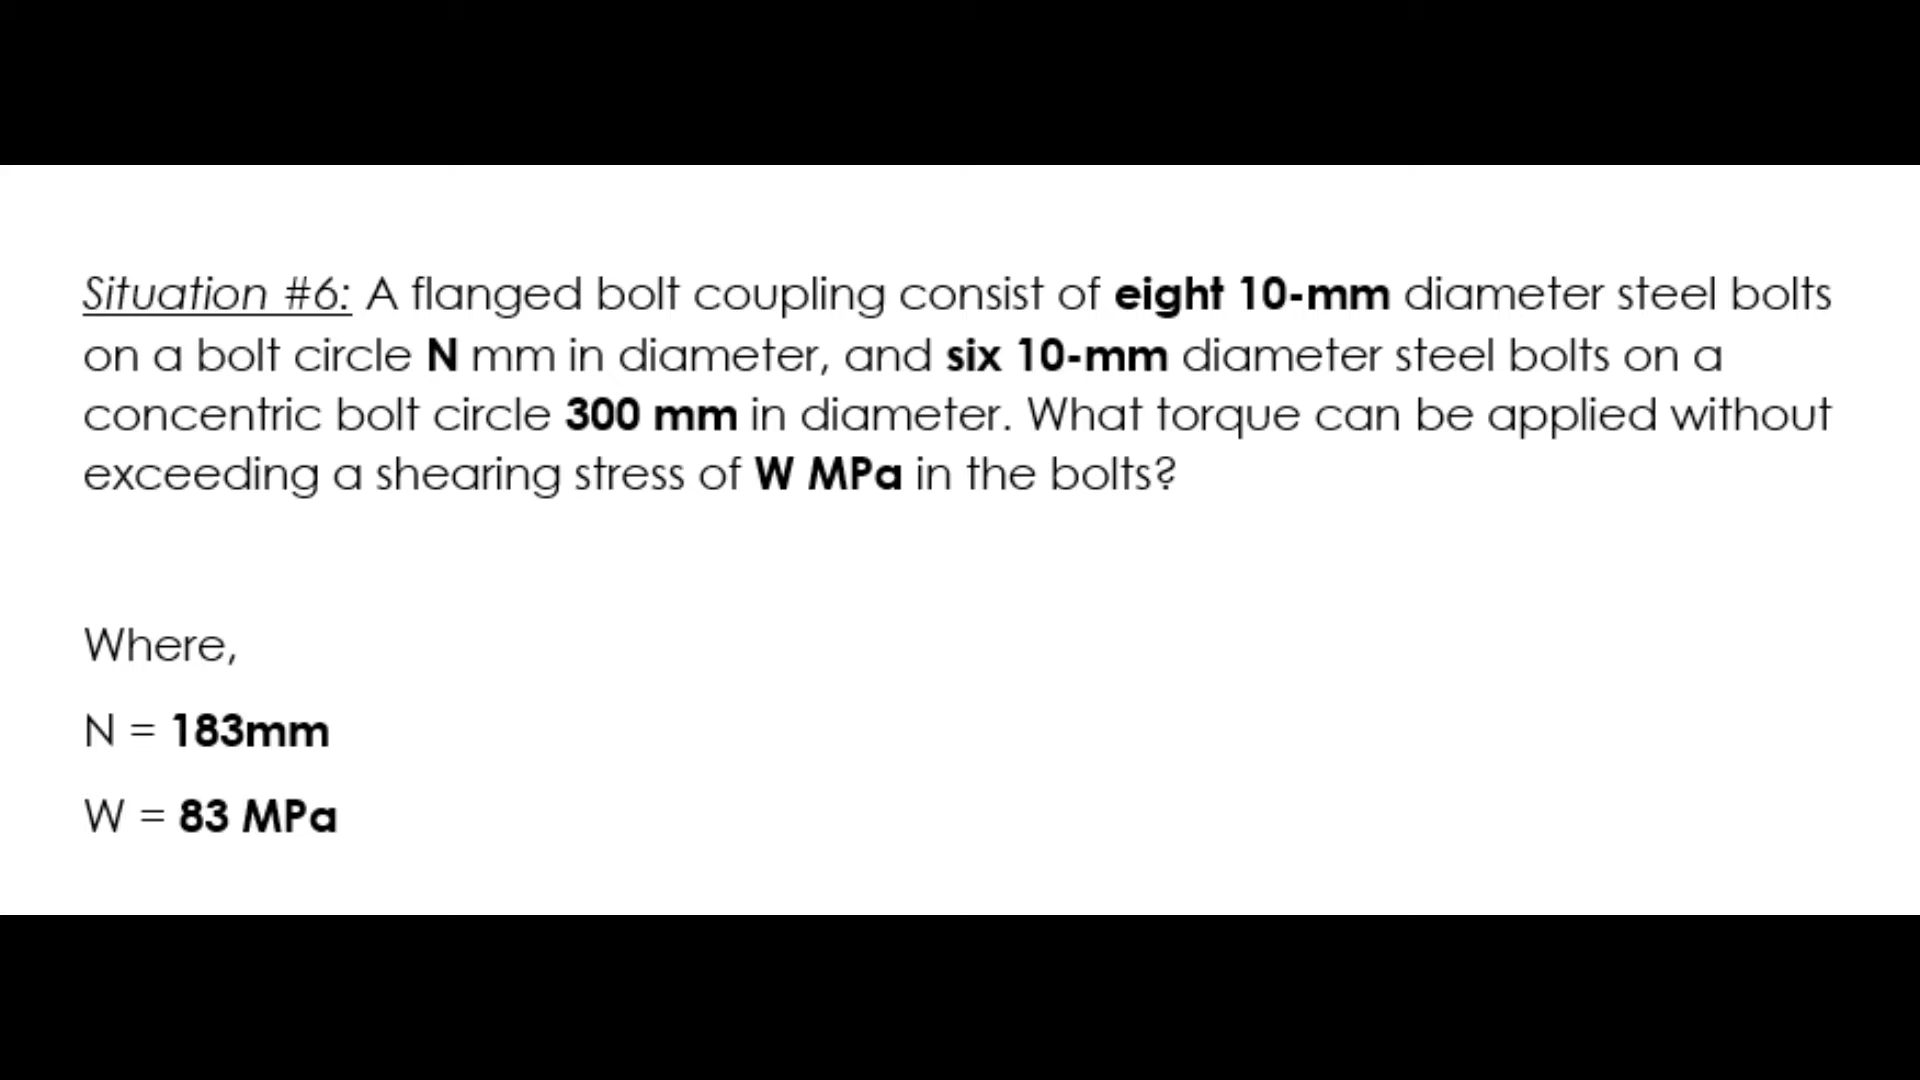 Situation #6: A flanged bolt coupling consist of eight 10-mm diameter steel bolts
on a bolt circle N mm in diameter, and six 10-mm diameter steel bolts on a
concentric bolt circle 300 mm in diameter. What torque can be applied without
exceeding a shearing stress of W MPa in the bolts?
Where,
N = 183mm
W = 83 MPa